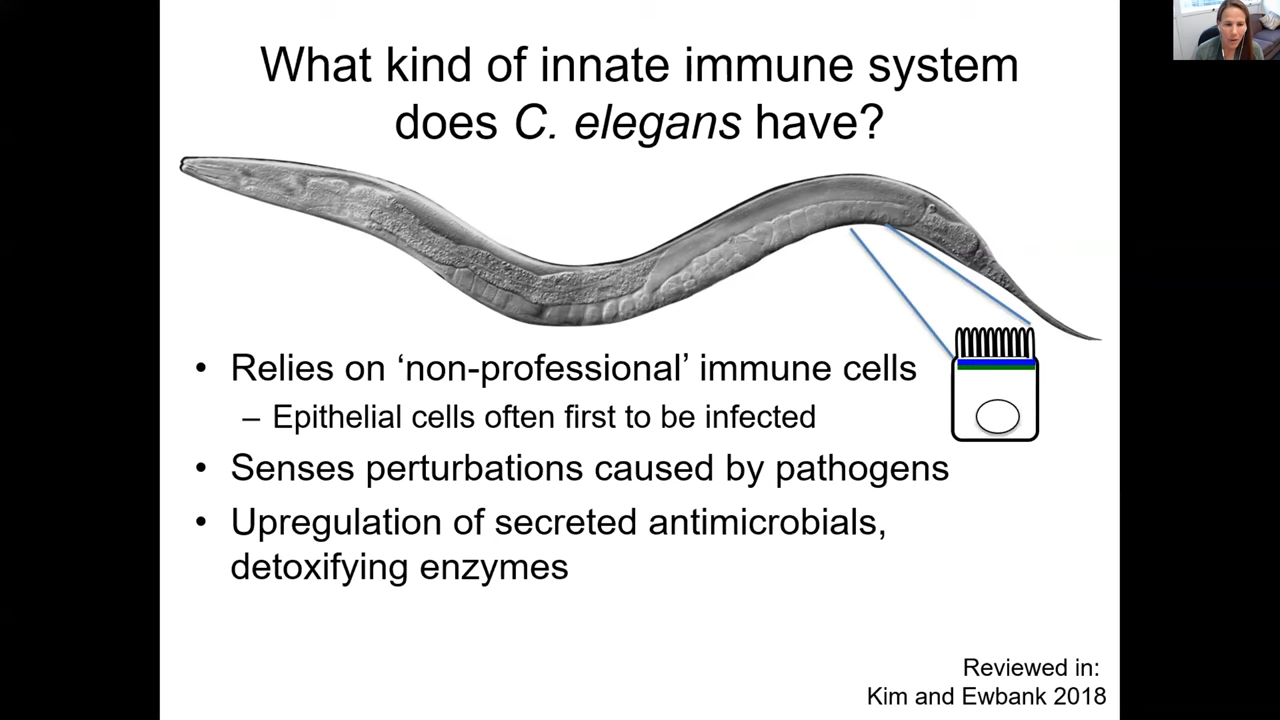 What kind of innate immune system
does C. elegans have?
• Relies on ‘non-professional’ immune cells
– Epithelial cells often first to be infected
• Senses perturbations caused by pathogens
• Upregulation of secreted antimicrobials,
detoxifying enzymes
Reviewed in:
Kim and Ewbank 2018